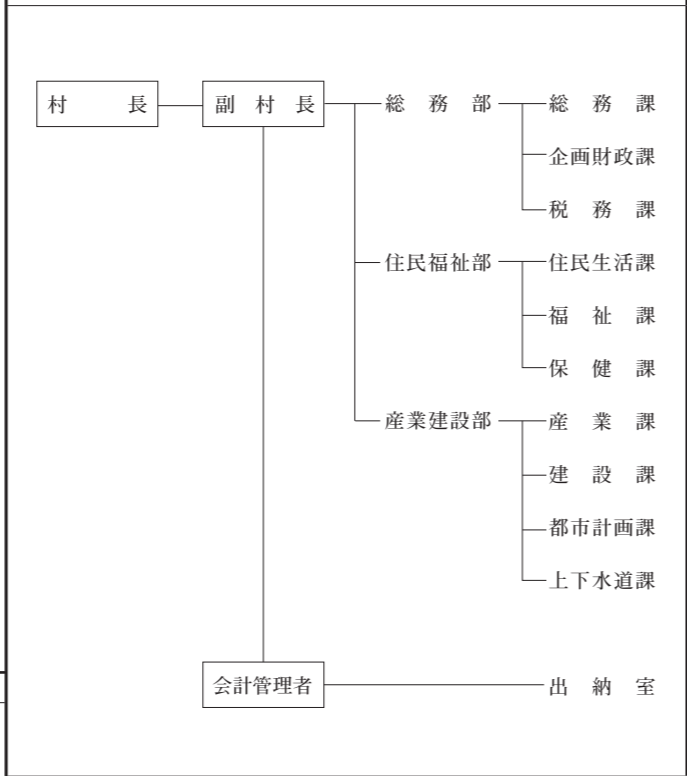 村長 副村長 総務部 総務課
企画財政課
税務課
住民福祉部 住民生活課
福祉課
保健課
産業建設部 産業課
建設課
都市計画課
上下水道課
会計管理者 出納室